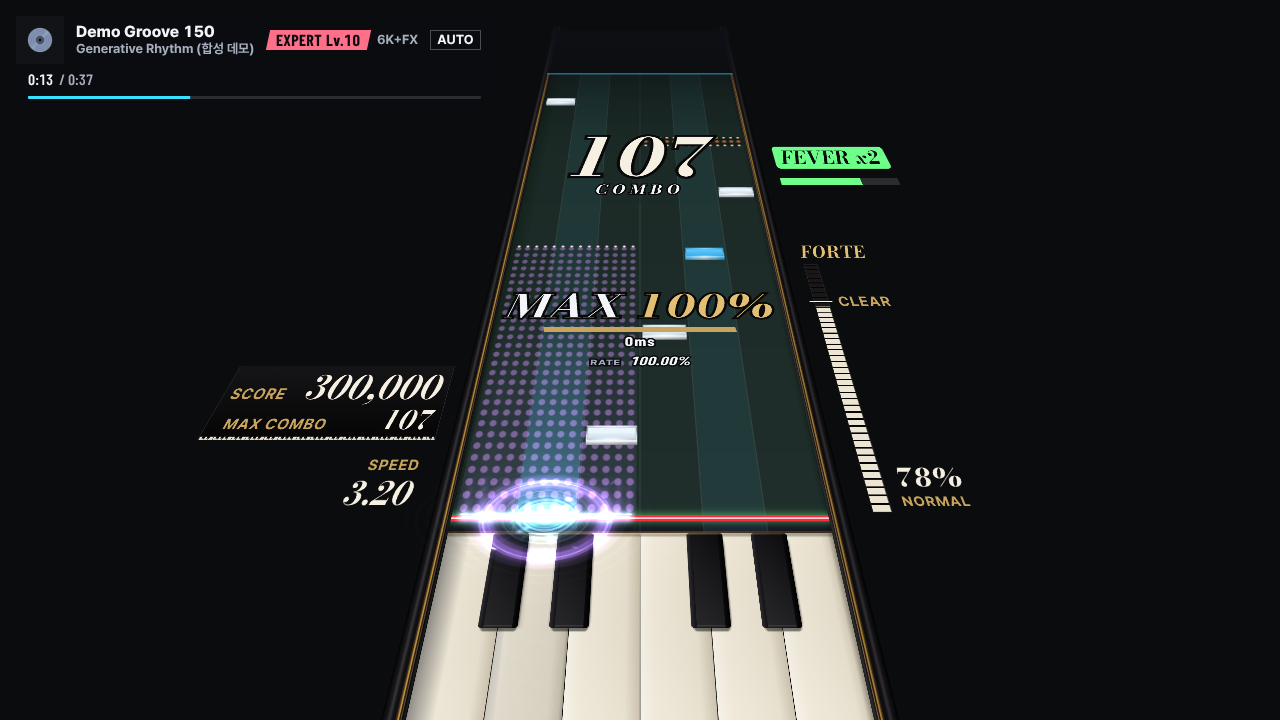 Demo Groove 150
Generative Rhythm (합성 데모)
EXPERT Lv.10
6K+FX
AUTO
0:13 / 0:37
107
COMBO
FEVER x2
FORTE
CLEAR
MAX 100%
0ms
RATE 100.00%
SCORE 300,000
MAX COMBO 107
SPEED
3.20
78%
NORMAL